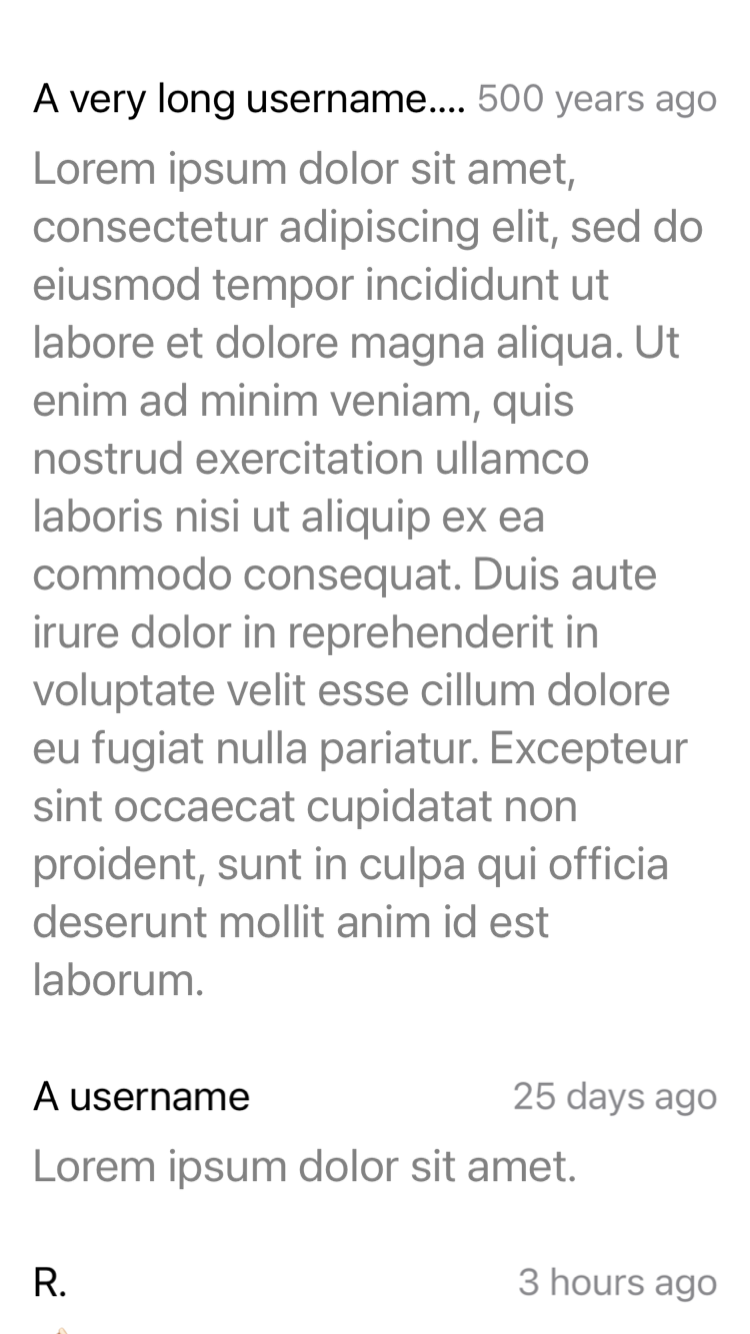 A very long username.... 500 years ago
Lorem ipsum dolor sit amet,
consectetur adipiscing elit, sed do
eiusmod tempor incididunt ut
labore et dolore magna aliqua. Ut
enim ad minim veniam, quis
nostrud exercitation ullamco
laboris nisi ut aliquip ex ea
commodo consequat. Duis aute
irure dolor in reprehenderit in
voluptate velit esse cillum dolore
eu fugiat nulla pariatur. Excepteur
sint occaecat cupidatat non
proident, sunt in culpa qui officia
deserunt mollit anim id est
laborum.
A username 25 days ago
Lorem ipsum dolor sit amet.
R. 3 hours ago